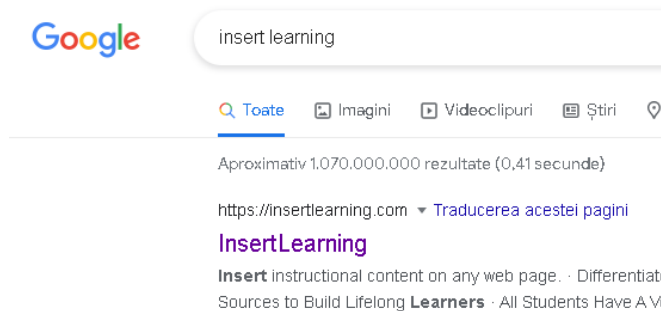 Google
insert learning
Toate Imagini Videoclipuri Știri
Aproximativ 1.070.000.000 rezultate (0,41 secunde)
https://insertlearning.com Traducerea acestei pagini
InsertLearning
Insert instructional content on any web page. · Differentiat
Sources to Build Lifelong Learners · All Students Have A Vi